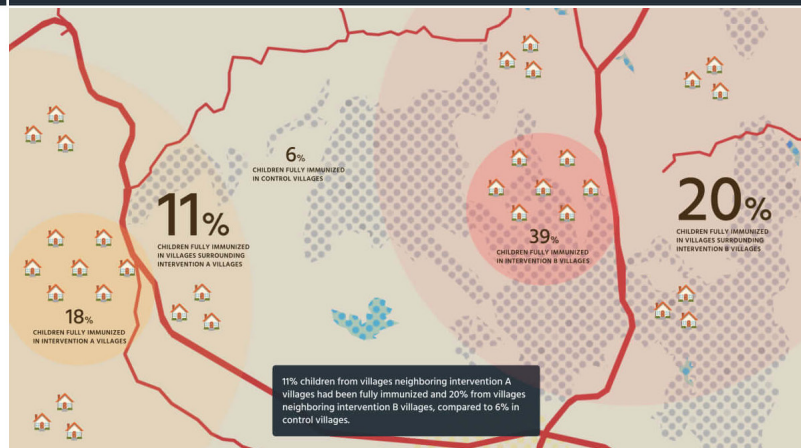 6%
CHILDREN FULLY IMMUNIZED
IN CONTROL VILLAGES
11%
CHILDREN FULLY IMMUNIZED
IN VILLAGES SURROUNDING
INTERVENTION A VILLAGES
20%
CHILDREN FULLY IMMUNIZED
IN VILLAGES SURROUNDING
INTERVENTION B VILLAGES
39%
CHILDREN FULLY IMMUNIZED
IN INTERVENTION B VILLAGES
18%
CHILDREN FULLY IMMUNIZED
IN INTERVENTION A VILLAGES
11% children from villages neighboring intervention A
villages had been fully immunized and 20% from villages
neighboring intervention B villages, compared to 6% in
control villages.